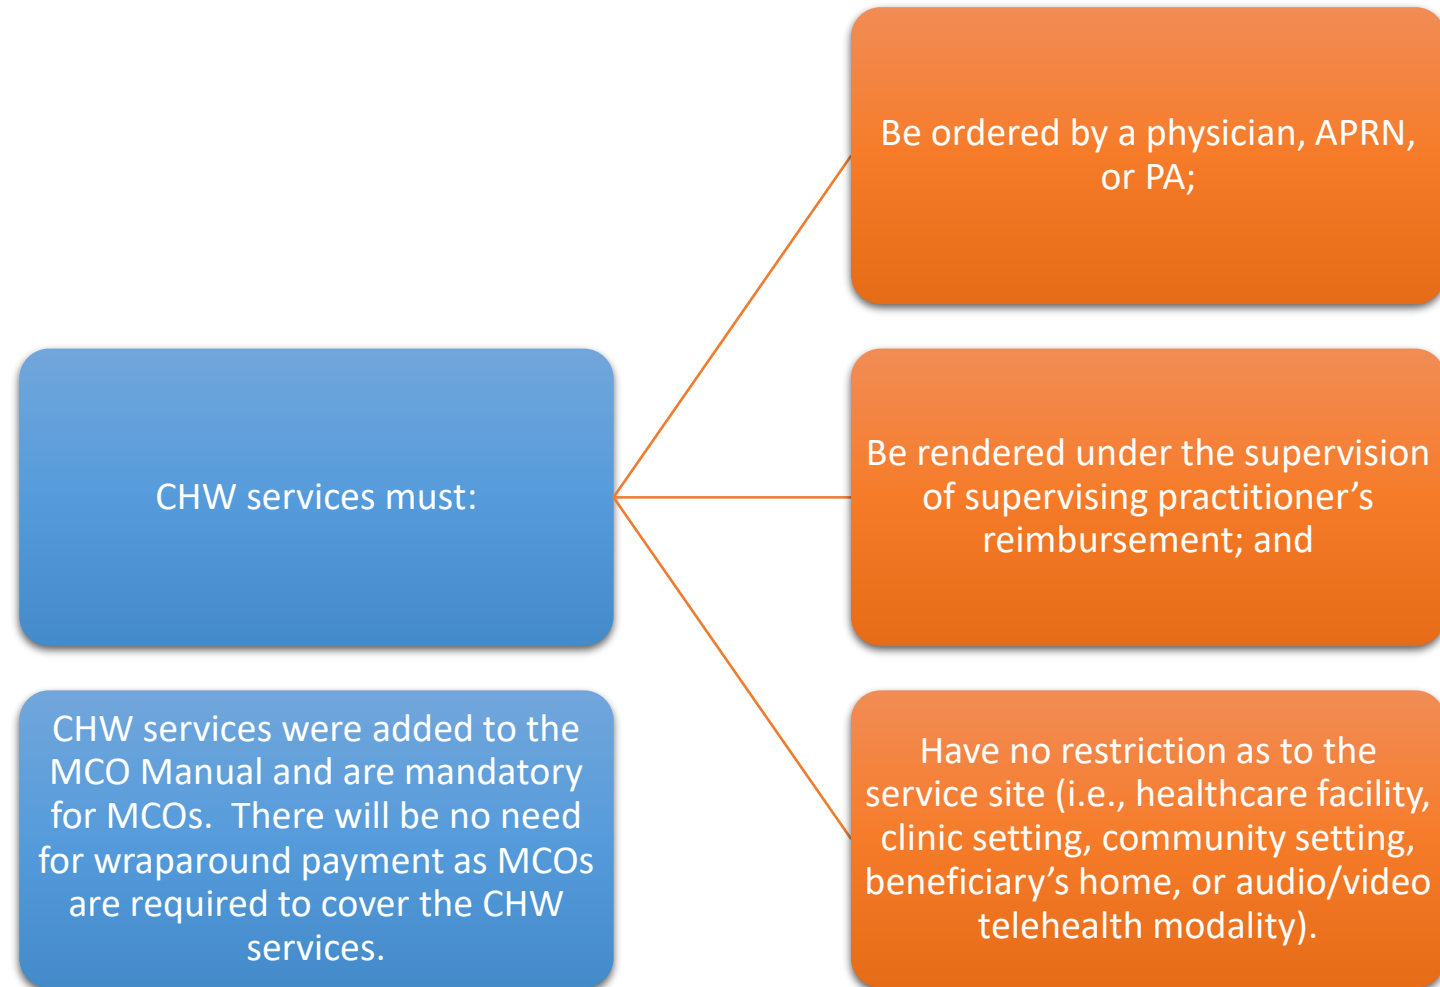 CHW services must:
Be ordered by a physician, APRN,
or PA;
Be rendered under the supervision
of supervising practitioner’s
reimbursement; and
Have no restriction as to the
service site (i.e., healthcare facility,
clinic setting, community setting,
beneficiary’s home, or audio/video
telehealth modality).
CHW services were added to the
MCO Manual and are mandatory
for MCOs.  There will be no need
for wraparound payment as MCOs
are required to cover the CHW
services.